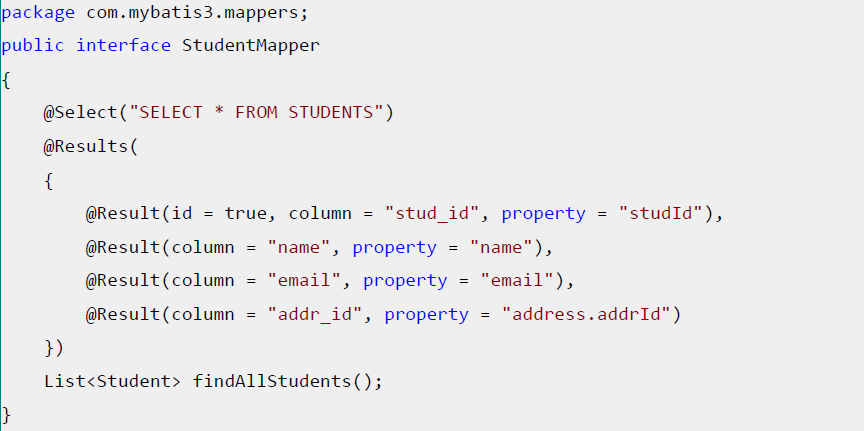 package com.mybatis3.mappers;
public interface StudentMapper
{
    @Select("SELECT * FROM STUDENTS")
    @Results(
    {
        @Result(id = true, column = "stud_id", property = "studId"),
        @Result(column = "name", property = "name"),
        @Result(column = "email", property = "email"),
        @Result(column = "addr_id", property = "address.addrId")
    })
    List<Student> findAllStudents();
}